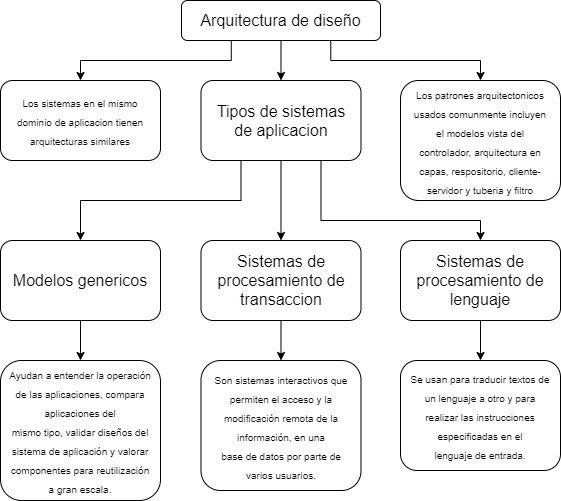 Arquitectura de diseño
Los sistemas en el mismo
dominio de aplicacion tienen
arquitecturas similares
Tipos de sistemas
de aplicacion
Los patrones arquitectonicos
usados comunmente incluyen
el modelos vista del
controlador, arquitectura en
capas, respositorio, cliente-
servidor y tuberia y filtro
Modelos genericos
Sistemas de
procesamiento de
transaccion
Sistemas de
procesamiento de
lenguaje
Ayudan a entender la operación
de las aplicaciones, compara
aplicaciones del
mismo tipo, validar diseños del
sistema de aplicación y valorar
componentes para reutilización
a gran escala.
Son sistemas interactivos que
permiten el acceso y la
modificación remota de la
información, en una
base de datos por parte de
varios usuarios.
Se usan para traducir textos de
un lenguaje a otro y para
realizar las instrucciones
especificadas en el
lenguaje de entrada.